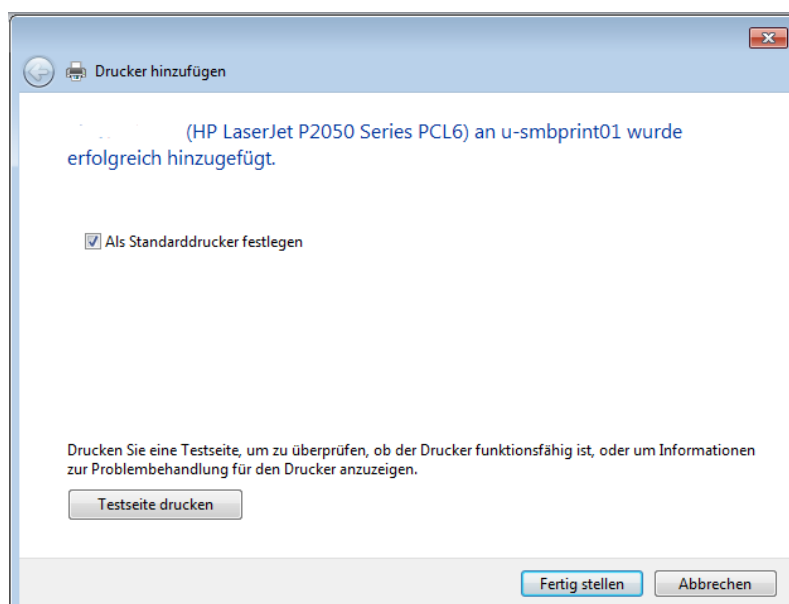 Drucker hinzufügen
(HP LaserJet P2050 Series PCL6) an u-smbprint01 wurde
erfolgreich hinzugefügt.
Als Standarddrucker festlegen
Drucken Sie eine Testseite, um zu überprüfen, ob der Drucker funktionsfähig ist, oder um Informationen
zur Problembehandlung für den Drucker anzuzeigen.
Testseite drucken
Fertig stellen
Abbrechen